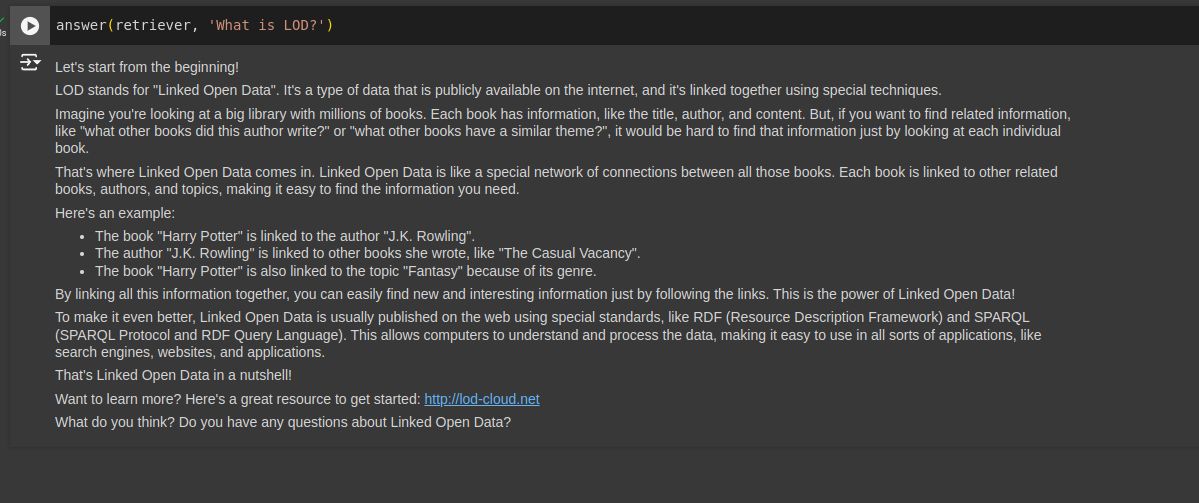 answer(retriever, 'What is LOD?')
Let's start from the beginning!
LOD stands for "Linked Open Data". It's a type of data that is publicly available on the internet, and it's linked together using special techniques.
Imagine you're looking at a big library with millions of books. Each book has information, like the title, author, and content. But, if you want to find related information,
like "what other books did this author write?" or "what other books have a similar theme?", it would be hard to find that information just by looking at each individual
book.
That's where Linked Open Data comes in. Linked Open Data is like a special network of connections between all those books. Each book is linked to other related
books, authors, and topics, making it easy to find the information you need.
Here's an example:
• The book "Harry Potter" is linked to the author "J.K. Rowling".
• The author "J.K. Rowling" is linked to other books she wrote, like "The Casual Vacancy".
• The book "Harry Potter" is also linked to the topic "Fantasy" because of its genre.
By linking all this information together, you can easily find new and interesting information just by following the links. This is the power of Linked Open Data!
To make it even better, Linked Open Data is usually published on the web using special standards, like RDF (Resource Description Framework) and SPARQL
(SPARQL Protocol and RDF Query Language). This allows computers to understand and process the data, making it easy to use in all sorts of applications, like
search engines, websites, and applications.
That's Linked Open Data in a nutshell!
Want to learn more? Here's a great resource to get started: http://lod-cloud.net
What do you think? Do you have any questions about Linked Open Data?